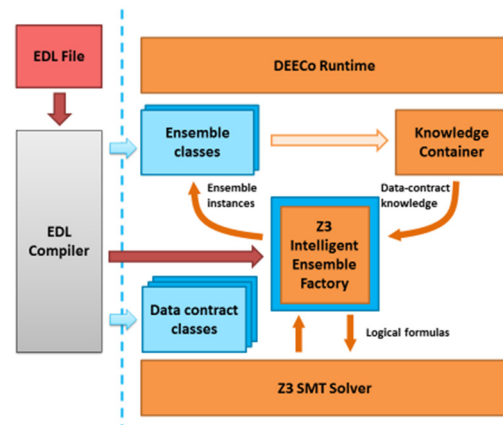 EDL File
DEECo Runtime
Ensemble
classes
Knowledge
Container
Ensemble
instances
Data-contract
knowledge
EDL
Compiler
Z3
Intelligent
Ensemble
Factory
Data contract
classes
Logical formulas
Z3 SMT Solver